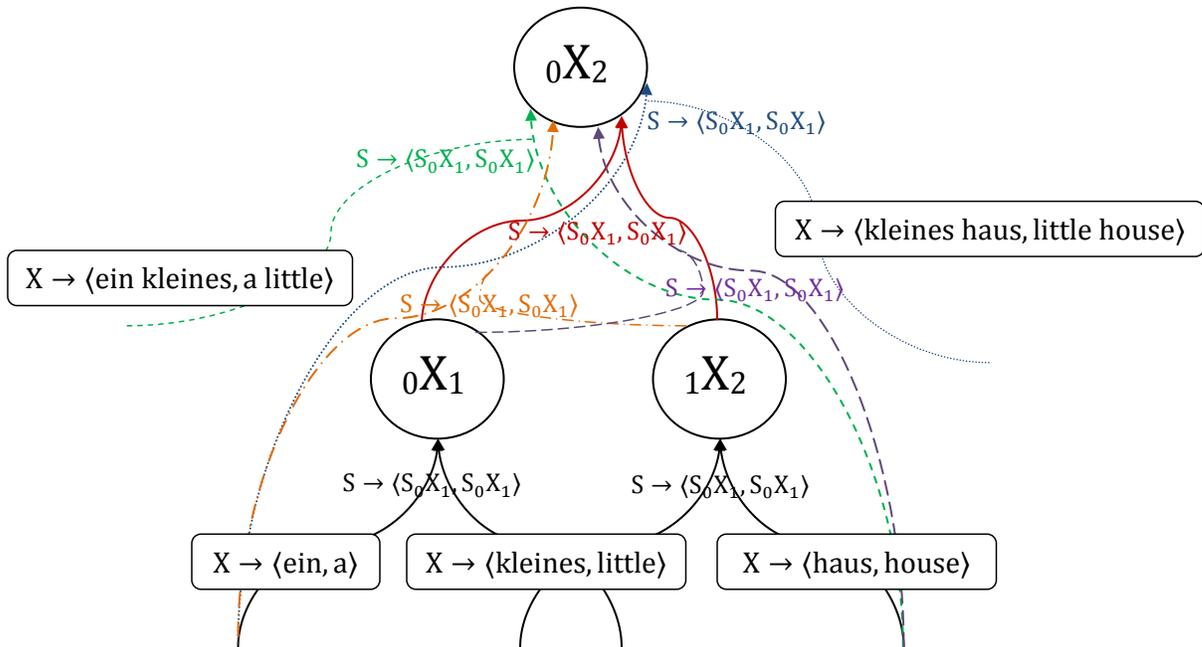 ₀X₂
S → ⟨S₀X₁, S₀X₁⟩
S → ⟨S₀X₁, S₀X₁⟩
X → ⟨kleines haus, little house⟩
S → ⟨S₀X₁, S₀X₁⟩
X → ⟨ein kleines, a little⟩
S → ⟨S₀X₁, S₀X₁⟩
S → ⟨S₀X₁, S₀X₁⟩
₀X₁
₁X₂
S → ⟨S₀X₁, S₀X₁⟩
S → ⟨S₀X₁, S₀X₁⟩
X → ⟨ein, a⟩
X → ⟨kleines, little⟩
X → ⟨haus, house⟩